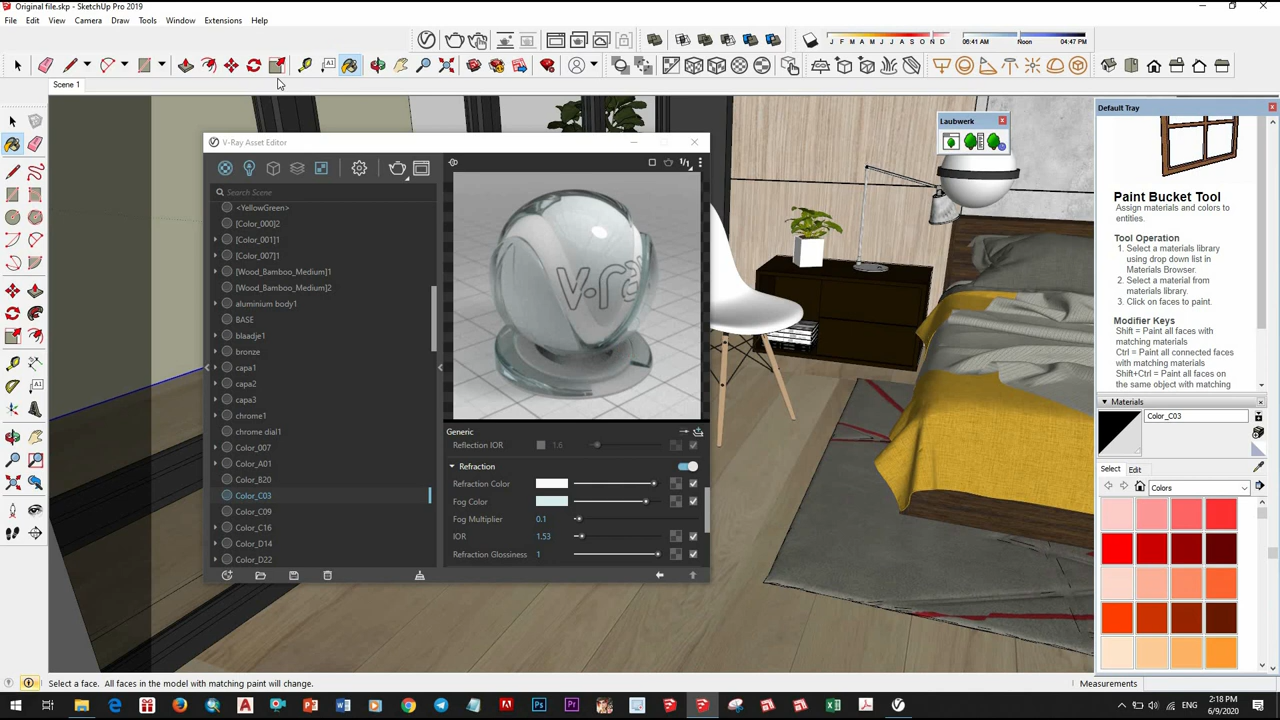 Original file.skp - SketchUp Pro 2019
File Edit View Camera Draw Tools Window Extensions Help
J F M A M J J A S O N D
06:41 AM Noon 04:47 PM
Scene 1
V-Ray Asset Editor
Search Scene
1/1
<YellowGreen>
[Color_000]2
[Color_001]1
[Color_007]1
[Wood_Bamboo_Medium]1
[Wood_Bamboo_Medium]2
aluminium body1
BASE
blaadje1
bronze
capa1
capa2
capa3
chrome1
chrome dial1
Color_007
Color_A01
Color_B20
Color_C03
Color_C09
Color_C16
Color_D14
Color_D22
Generic
Reflection IOR 1.6
Refraction
Refraction Color
Fog Color
Fog Multiplier 0.1
IOR 1.53
Refraction Glossiness 1
Laubwerk
Default Tray
Paint Bucket Tool
Assign materials and colors to
entities.
Tool Operation
1. Select a materials library
using drop down list in
Materials Browser.
2. Select a material from
materials library.
3. Click on faces to paint.
Modifier Keys
Shift = Paint all faces with
matching materials
Ctrl = Paint all connected faces
with matching materials
Shift+Ctrl = Paint all faces on
the same object with matching
Materials
Color_C03
Select Edit
Colors
Select a face. All faces in the model with matching paint will change.
Measurements
2:18 PM
6/9/2020